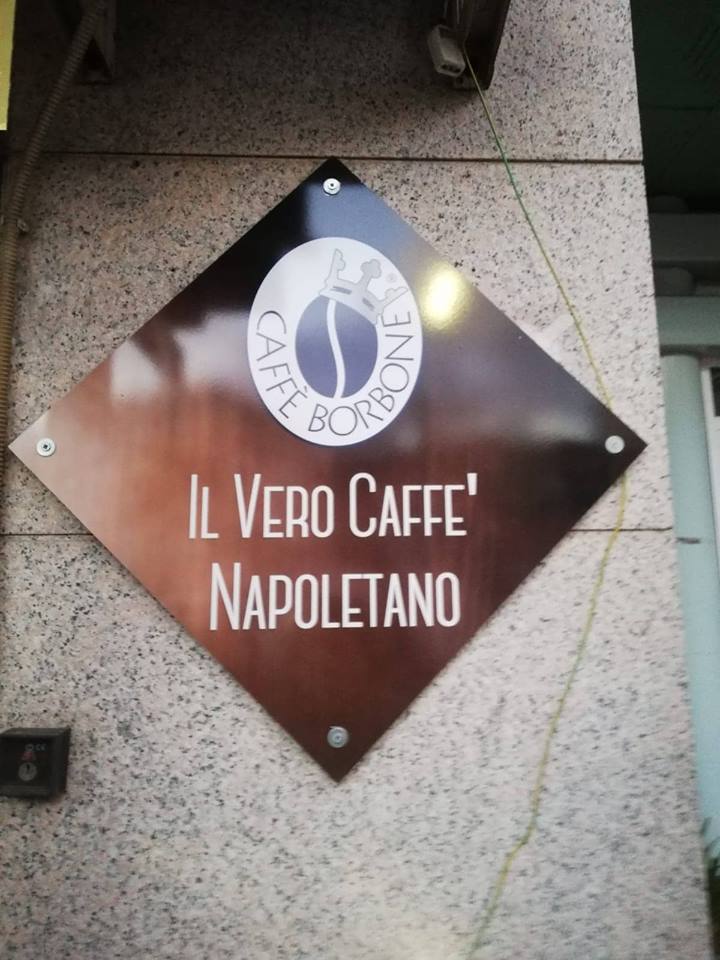 CAFFÈ BORBONE
®
IL VERO CAFFE'
NAPOLETANO